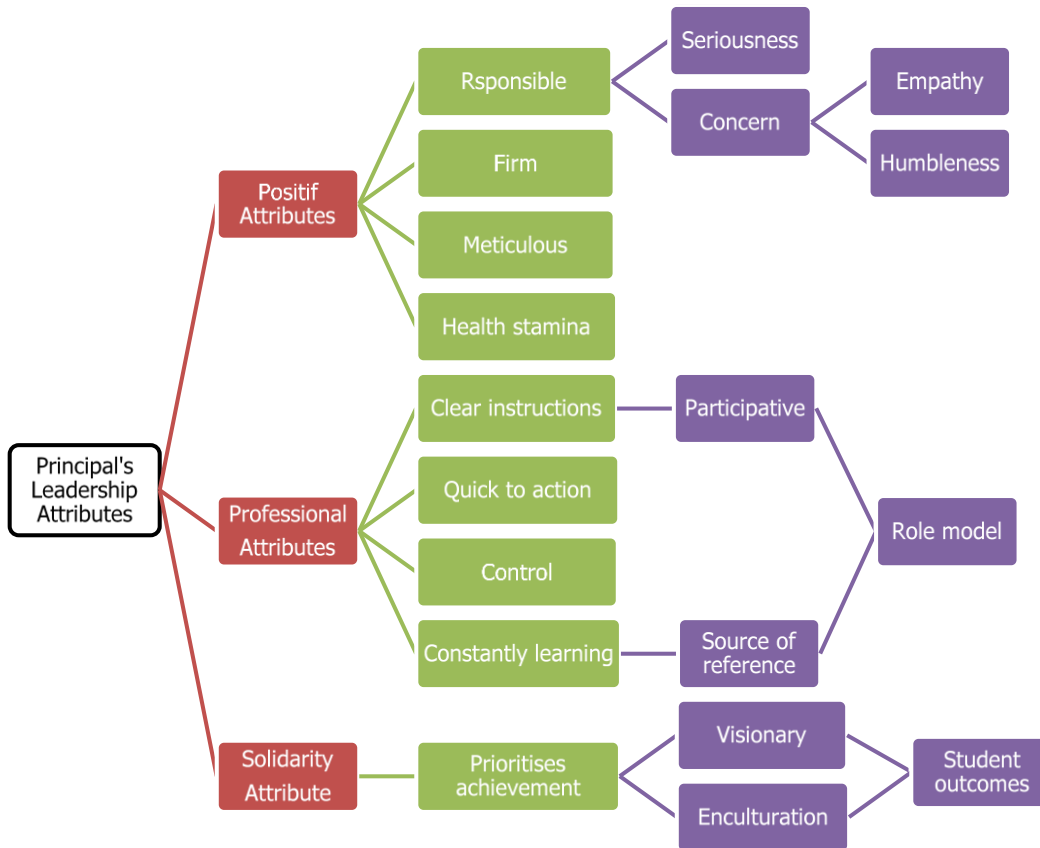 Principal's
Leadership
Attributes
Positif
Attributes
Rsponsible
Seriousness
Concern
Empathy
Humbleness
Firm
Meticulous
Health stamina
Professional
Attributes
Clear instructions
Participative
Quick to action
Control
Constantly learning
Source of
reference
Role model
Solidarity
Attribute
Prioritises
achievement
Visionary
Enculturation
Student
outcomes